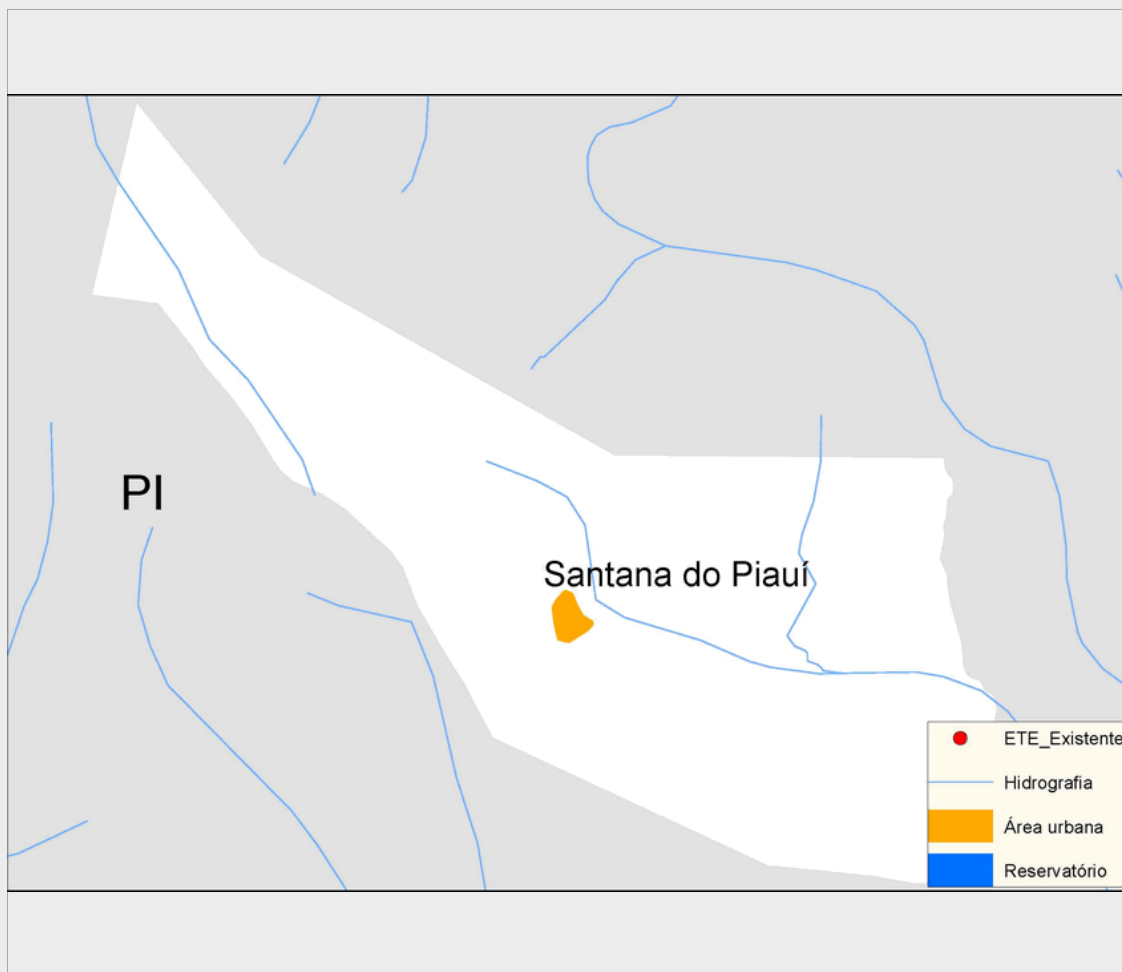 PI
Santana do Piauí
ETE_Existente
Hidrografia
Área urbana
Reservatório